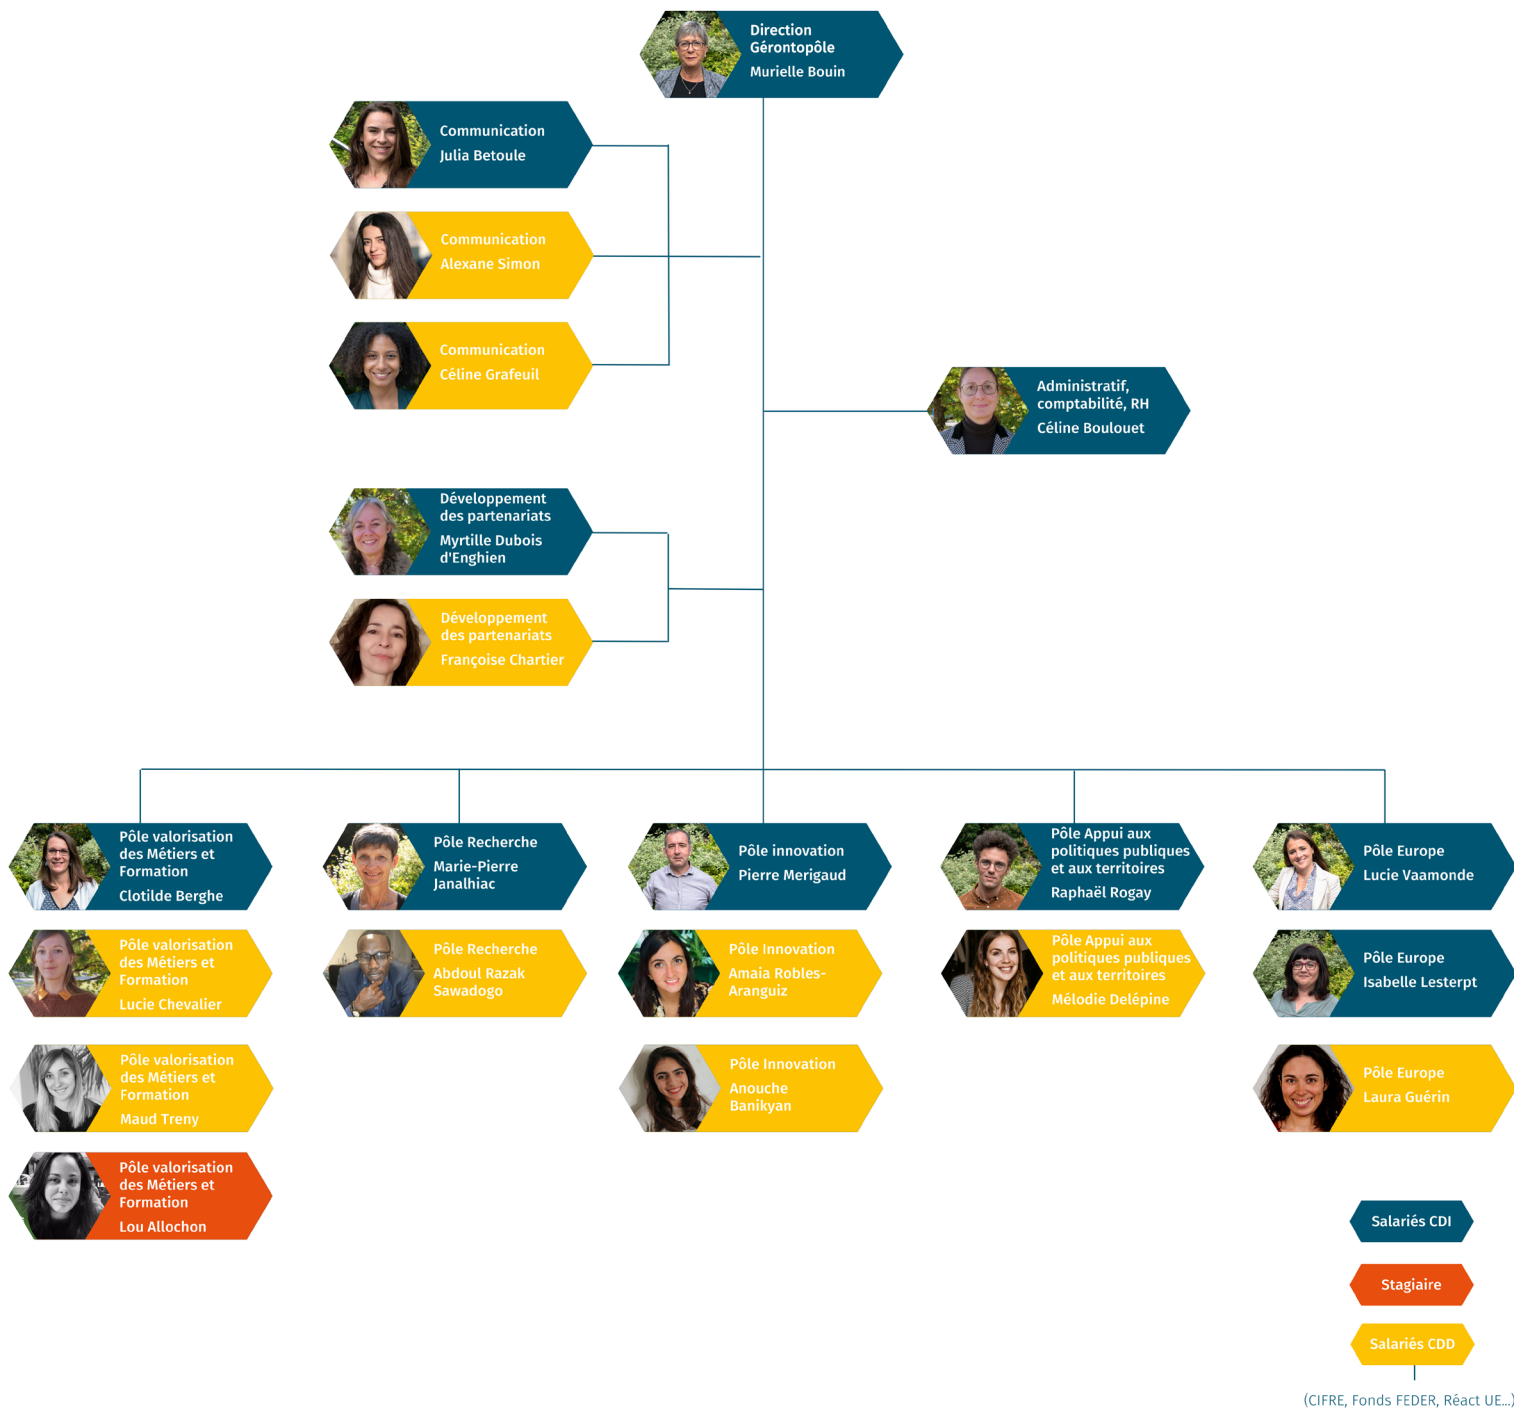 Direction
Gérontopôle
Murielle Bouin
Communication
Julia Betoule
Communication
Alexane Simon
Communication
Céline Grafeuil
Administratif,
comptabilité, RH
Céline Boulouet
Développement
des partenariats
Myrtille Dubois
d'Enghien
Développement
des partenariats
Françoise Chartier
Pôle valorisation
des Métiers et
Formation
Clotilde Berghe
Pôle Recherche
Marie-Pierre
Janalhiac
Pôle innovation
Pierre Merigaud
Pôle Appui aux
politiques publiques
et aux territoires
Raphaël Rogay
Pôle Europe
Lucie Vaamonde
Pôle valorisation
des Métiers et
Formation
Lucie Chevalier
Pôle Recherche
Abdoul Razak
Sawadogo
Pôle Innovation
Amaia Robles-
Aranguiz
Pôle Appui aux
politiques publiques
et aux territoires
Mélodie Delépine
Pôle Europe
Isabelle Lesterpt
Pôle valorisation
des Métiers et
Formation
Maud Treny
Pôle Innovation
Anouche
Banikyan
Pôle Europe
Laura Guérin
Pôle valorisation
des Métiers et
Formation
Lou Allochon
Salariés CDI
Stagiaire
Salariés CDD
(CIFRE, Fonds FEDER, Réact UE...)